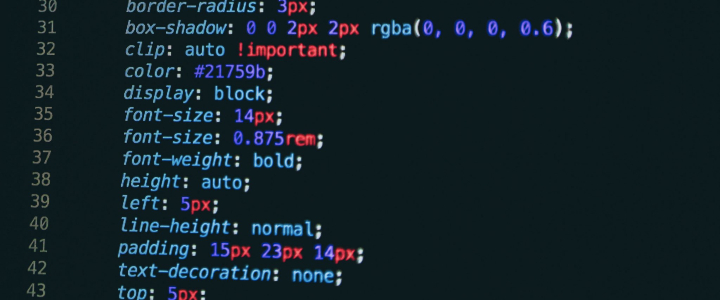 30 border-radius: 3px;
31 box-shadow: 0 0 2px 2px rgba(0, 0, 0, 0.6);
32 clip: auto !important;
33 color: #21759b;
34 display: block;
35 font-size: 14px;
36 font-size: 0.875rem;
37 font-weight: bold;
38 height: auto;
39 left: 5px;
40 line-height: normal;
41 padding: 15px 23px 14px;
42 text-decoration: none;
43 top: 5px;